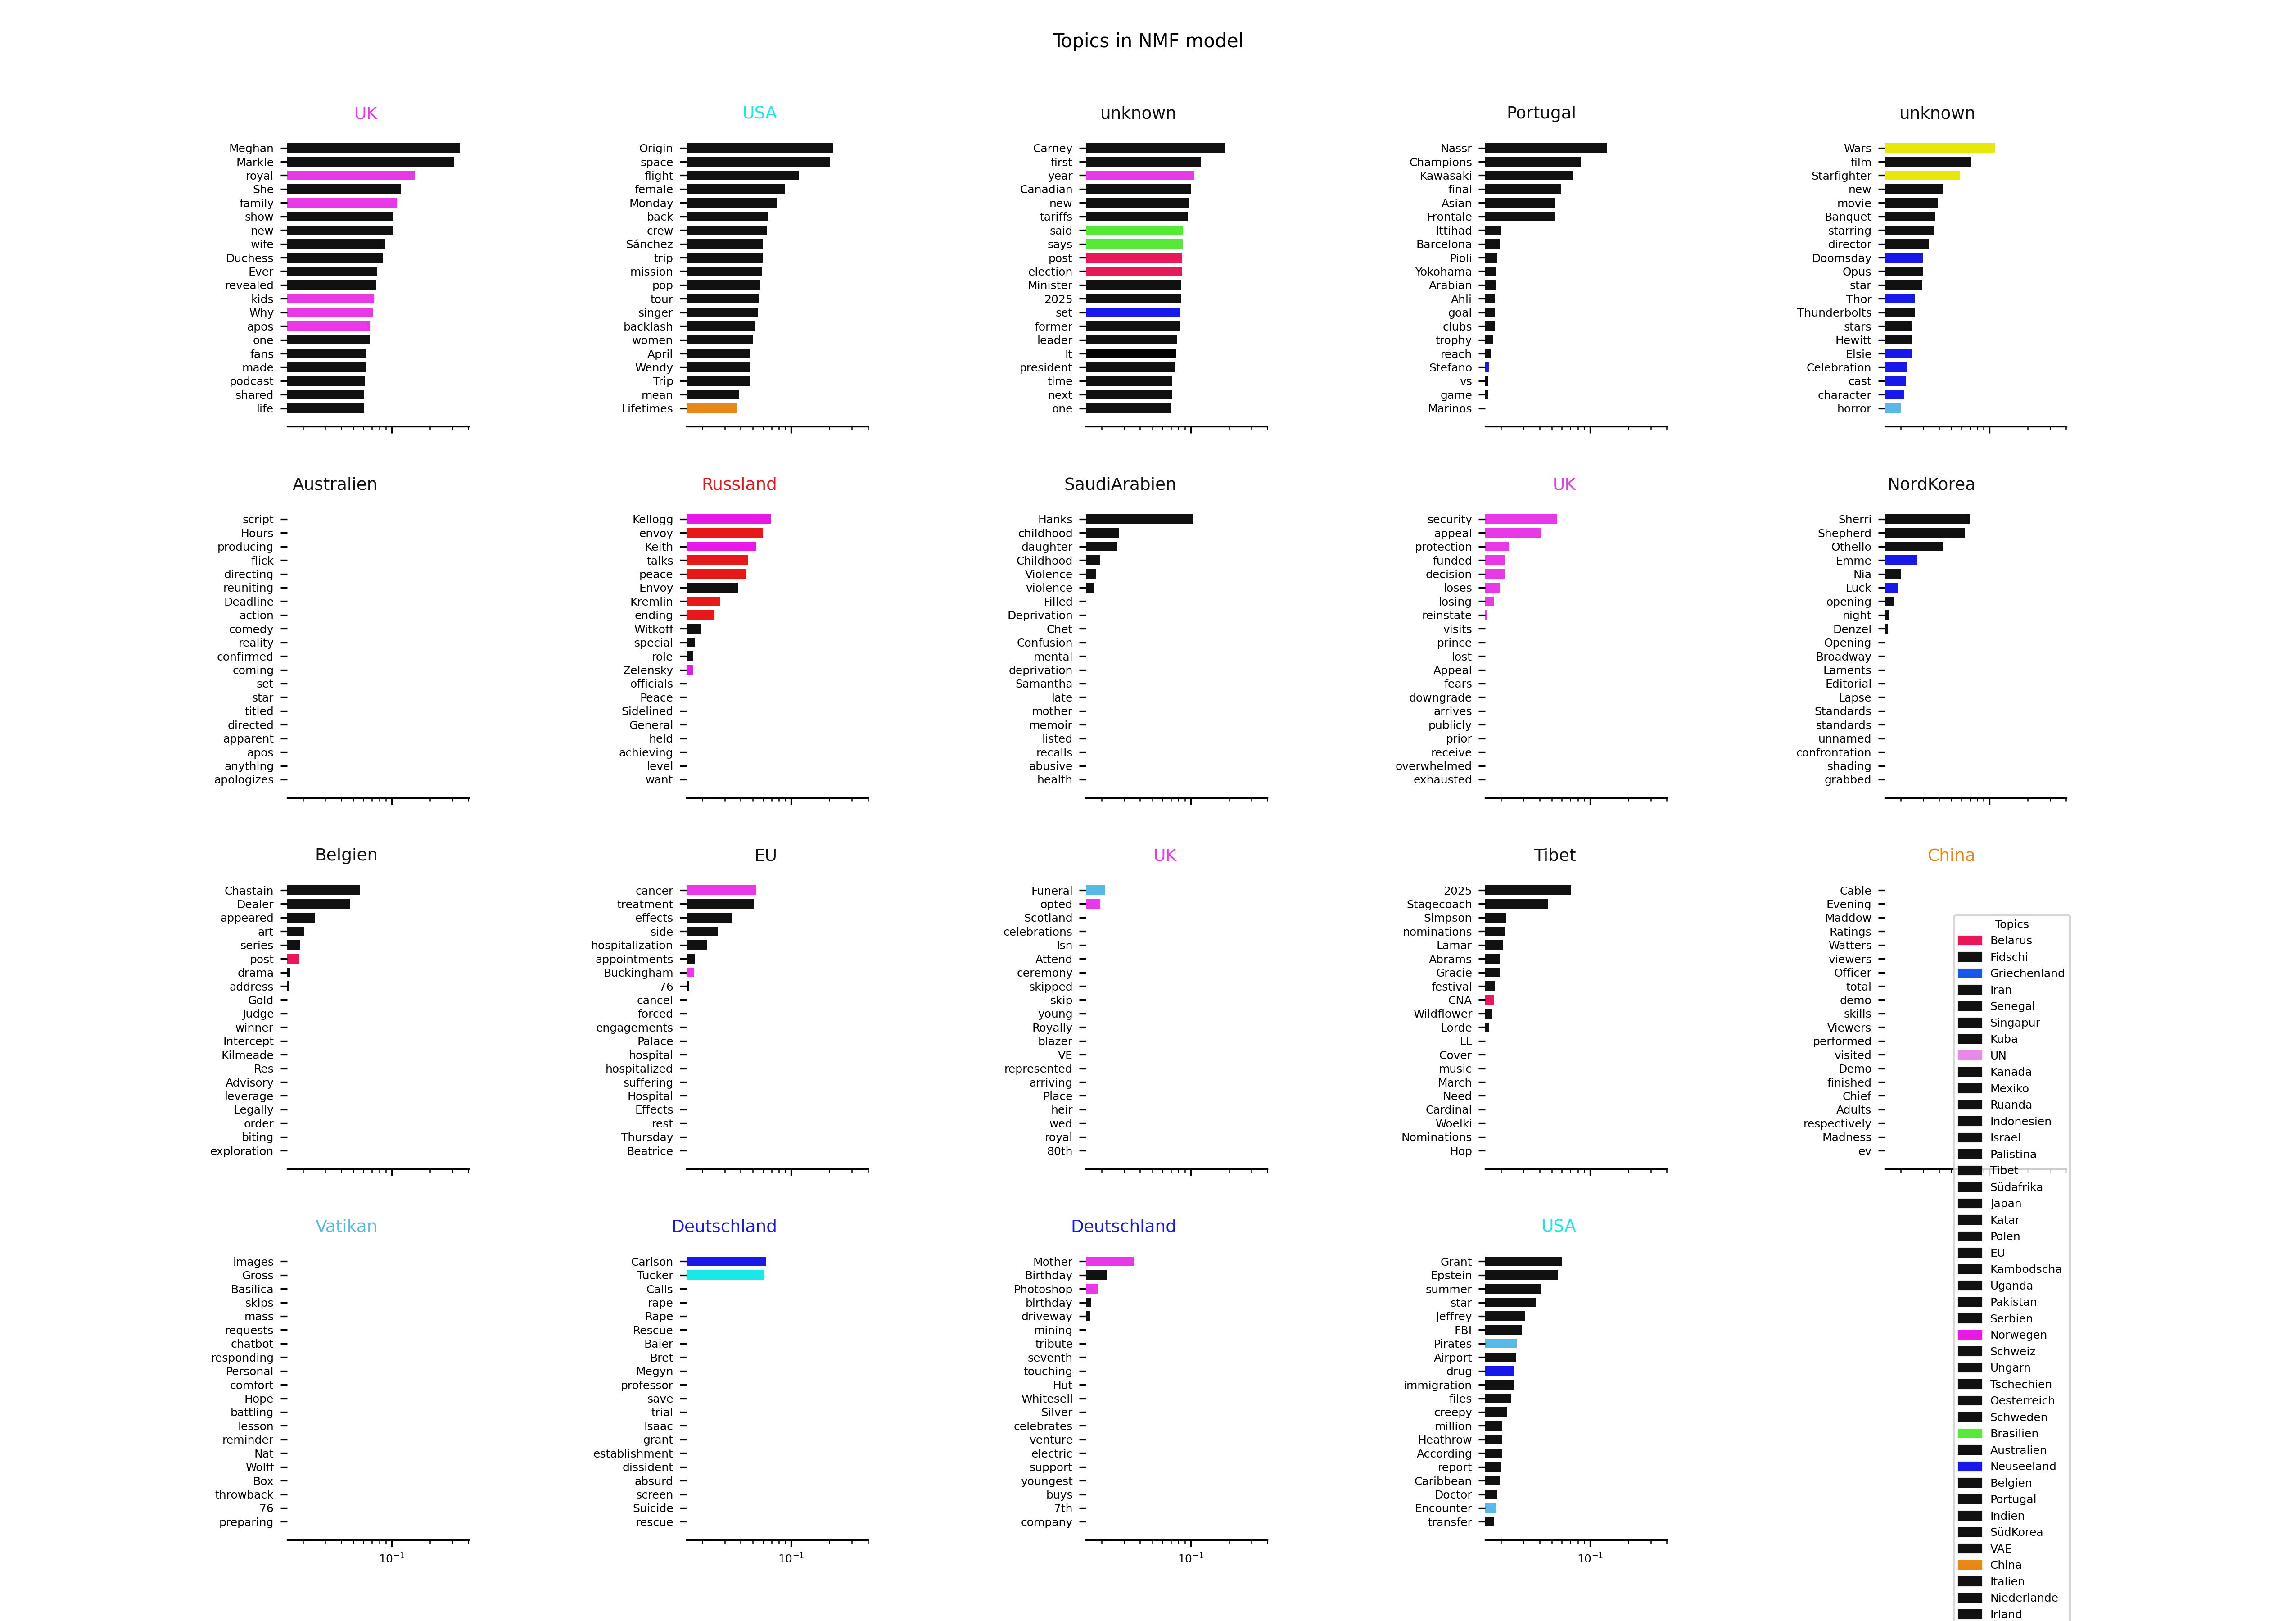 Topics in NMF model
UK
Meghan
Markle
royal
She
family
show
new
wife
Duchess
Ever
revealed
kids
Why
apos
one
fans
made
podcast
shared
life
USA
Origin
space
flight
female
Monday
back
crew
Sánchez
trip
mission
pop
tour
singer
backlash
women
April
Wendy
Trip
mean
Lifetimes
unknown
Carney
first
year
Canadian
new
tariffs
said
says
post
election
Minister
2025
set
former
leader
It
president
time
next
one
Portugal
Nassr
Champions
Kawasaki
final
Asian
Frontale
Ittihad
Barcelona
Pioli
Yokohama
Arabian
Ahli
goal
clubs
trophy
reach
Stefano
vs
game
Marinos
unknown
Wars
film
Starfighter
new
movie
Banquet
starring
director
Doomsday
Opus
star
Thor
Thunderbolts
stars
Hewitt
Elsie
Celebration
cast
character
horror
Australien
script
Hours
producing
flick
directing
reuniting
Deadline
action
comedy
reality
confirmed
coming
set
star
titled
directed
apparent
apos
anything
apologizes
Russland
Kellogg
envoy
Keith
talks
peace
Envoy
Kremlin
ending
Witkoff
special
role
Zelensky
officials
Peace
Sidelined
General
held
achieving
level
want
SaudiArabien
Hanks
childhood
daughter
Childhood
Violence
violence
Filled
Deprivation
Chet
Confusion
mental
deprivation
Samantha
late
mother
memoir
listed
recalls
abusive
health
UK
security
appeal
protection
funded
decision
loses
losing
reinstate
visits
prince
lost
Appeal
fears
downgrade
arrives
publicly
prior
receive
overwhelmed
exhausted
NordKorea
Sherri
Shepherd
Othello
Emme
Nia
Luck
opening
night
Denzel
Opening
Broadway
Laments
Editorial
Lapse
Standards
standards
unnamed
confrontation
shading
grabbed
Belgien
Chastain
Dealer
appeared
art
series
post
drama
address
Gold
Judge
winner
Intercept
Kilmeade
Res
Advisory
leverage
Legally
order
biting
exploration
EU
cancer
treatment
effects
side
hospitalization
appointments
Buckingham
76
cancel
forced
engagements
Palace
hospital
hospitalized
suffering
Hospital
Effects
rest
Thursday
Beatrice
UK
Funeral
opted
Scotland
celebrations
Isn
Attend
ceremony
skipped
skip
young
Royally
blazer
VE
represented
arriving
Place
heir
wed
royal
80th
Tibet
2025
Stagecoach
Simpson
nominations
Lamar
Abrams
Gracie
festival
CNA
Wildflower
Lorde
LL
Cover
music
March
Need
Cardinal
Woelki
Nominations
Hop
China
Cable
Evening
Maddow
Ratings
Watters
viewers
Officer
total
demo
skills
Viewers
performed
visited
Demo
finished
Chief
Adults
respectively
Madness
ev
Vatikan
images
Gross
Basilica
skips
mass
requests
chatbot
responding
Personal
comfort
Hope
battling
lesson
reminder
Nat
Wolff
Box
throwback
76
preparing
10⁻¹
Deutschland
Carlson
Tucker
Calls
rape
Rape
Rescue
Baier
Bret
Megyn
professor
save
trial
Isaac
grant
establishment
dissident
absurd
screen
Suicide
rescue
10⁻¹
Deutschland
Mother
Birthday
Photoshop
birthday
driveway
mining
tribute
seventh
touching
Hut
Whitesell
Silver
celebrates
venture
electric
support
youngest
buys
7th
company
10⁻¹
USA
Grant
Epstein
summer
star
Jeffrey
FBI
Pirates
Airport
drug
immigration
files
creepy
million
Heathrow
According
report
Caribbean
Doctor
Encounter
transfer
10⁻¹
Topics
Belarus
Fidschi
Griechenland
Iran
Senegal
Singapur
Kuba
UN
Kanada
Mexiko
Ruanda
Indonesien
Israel
Palistina
Tibet
Südafrika
Japan
Katar
Polen
EU
Kambodscha
Uganda
Pakistan
Serbien
Norwegen
Schweiz
Ungarn
Tschechien
Oesterreich
Schweden
Brasilien
Australien
Neuseeland
Belgien
Portugal
Indien
SüdKorea
VAE
China
Italien
Niederlande
Irland